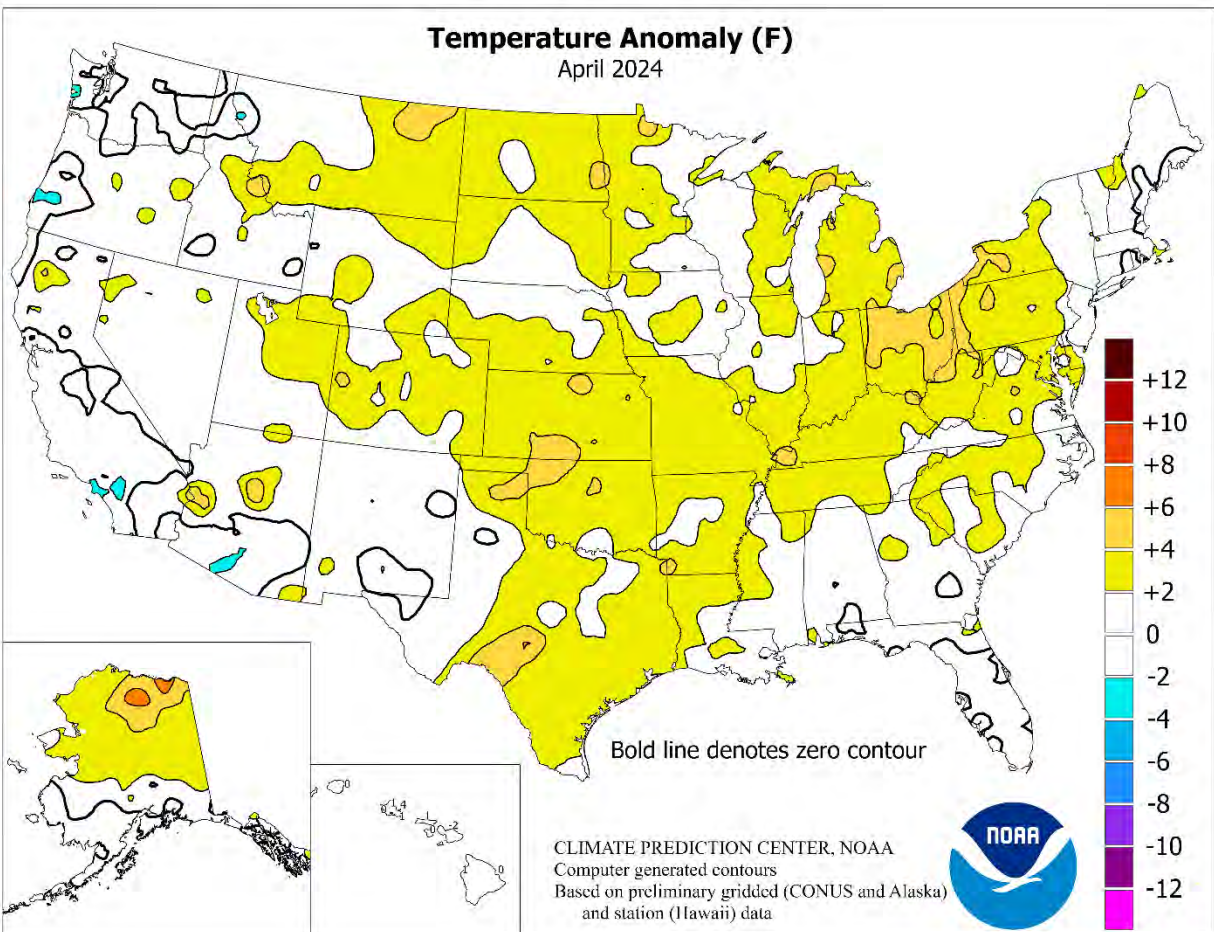 Temperature Anomaly (F)
April 2024
+12
+10
+8
+6
+4
+2
0
-2
-4
-6
-8
-10
-12
Bold line denotes zero contour
CLIMATE PREDICTION CENTER, NOAA
Computer generated contours
Based on preliminary gridded (CONUS and Alaska)
and station (Hawaii) data
NOAA
0
0